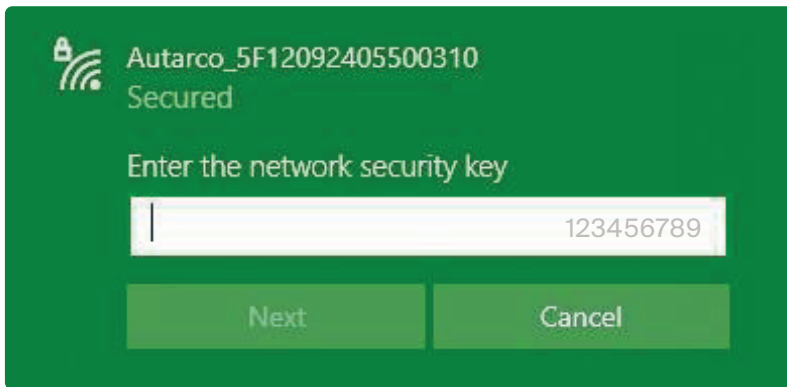 Autarco_5F12092405500310
Secured
Enter the network security key
123456789
Next
Cancel